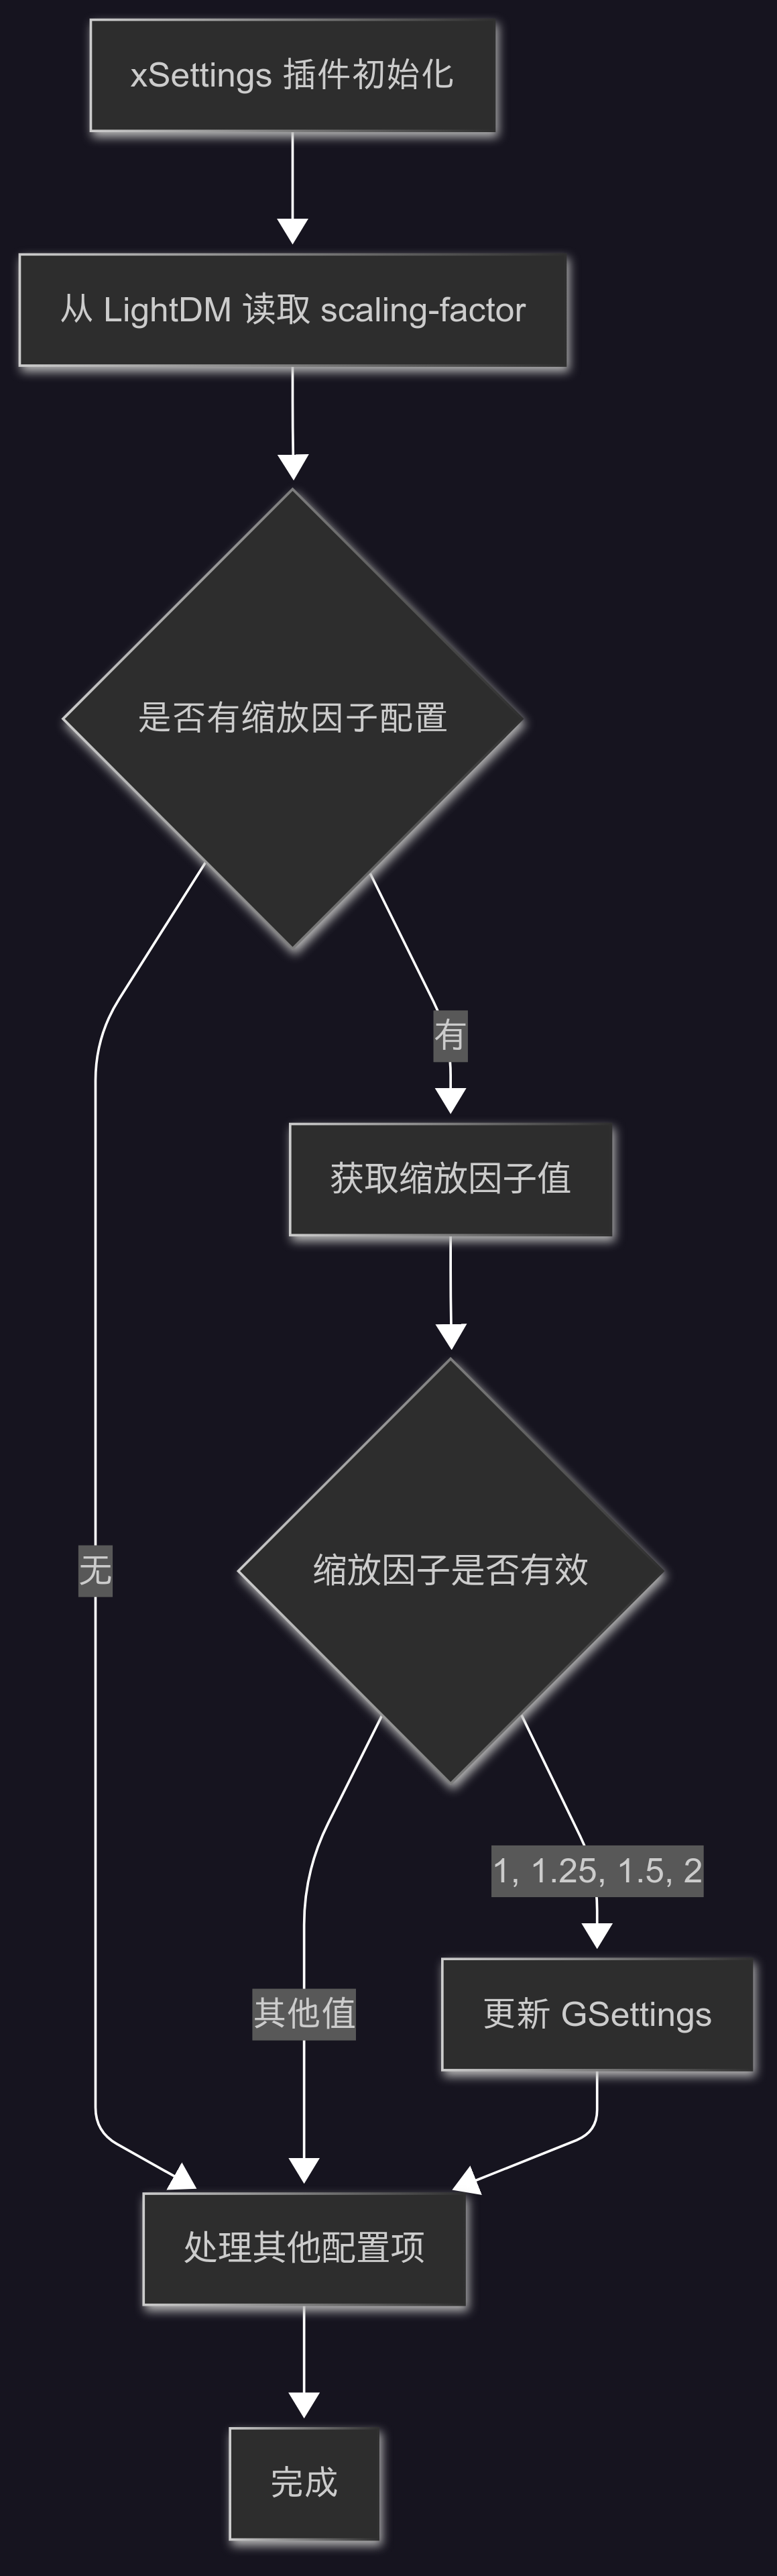 xSettings 插件初始化
从 LightDM 读取 scaling-factor
是否有缩放因子配置
有
获取缩放因子值
无
缩放因子是否有效
1, 1.25, 1.5, 2
其他值
更新 GSettings
处理其他配置项
完成